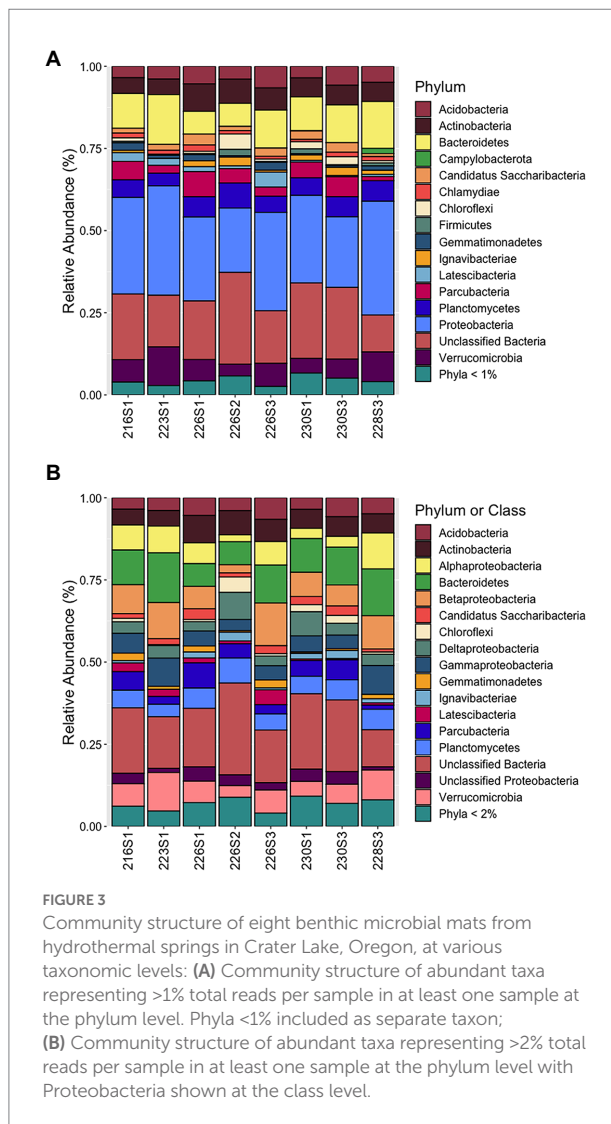 A
Relative Abundance (%)
1.00
0.75
0.50
0.25
0.00
216S1
223S1
226S1
226S2
226S3
230S1
230S3
228S3
Phylum
Acidobacteria
Actinobacteria
Bacteroidetes
Campylobacterota
Candidatus Saccharibacteria
Chlamydiae
Chloroflexi
Firmicutes
Gemmatimonadetes
Ignavibacteriae
Latescibacteria
Parcubacteria
Planctomycetes
Proteobacteria
Unclassified Bacteria
Verrucomicrobia
Phyla < 1%
B
Relative Abundance (%)
1.00
0.75
0.50
0.25
0.00
216S1
223S1
226S1
226S2
226S3
230S1
230S3
228S3
Phylum or Class
Acidobacteria
Actinobacteria
Alphaproteobacteria
Bacteroidetes
Betaproteobacteria
Candidatus Saccharibacteria
Chloroflexi
Deltaproteobacteria
Gammaproteobacteria
Gemmatimonadetes
Ignavibacteriae
Latescibacteria
Parcubacteria
Planctomycetes
Unclassified Bacteria
Unclassified Proteobacteria
Verrucomicrobia
Phyla < 2%
FIGURE 3
Community structure of eight benthic microbial mats from
hydrothermal springs in Crater Lake, Oregon, at various
taxonomic levels: (A) Community structure of abundant taxa
representing >1% total reads per sample in at least one sample at
the phylum level. Phyla <1% included as separate taxon;
(B) Community structure of abundant taxa representing >2% total
reads per sample in at least one sample at the phylum level with
Proteobacteria shown at the class level.